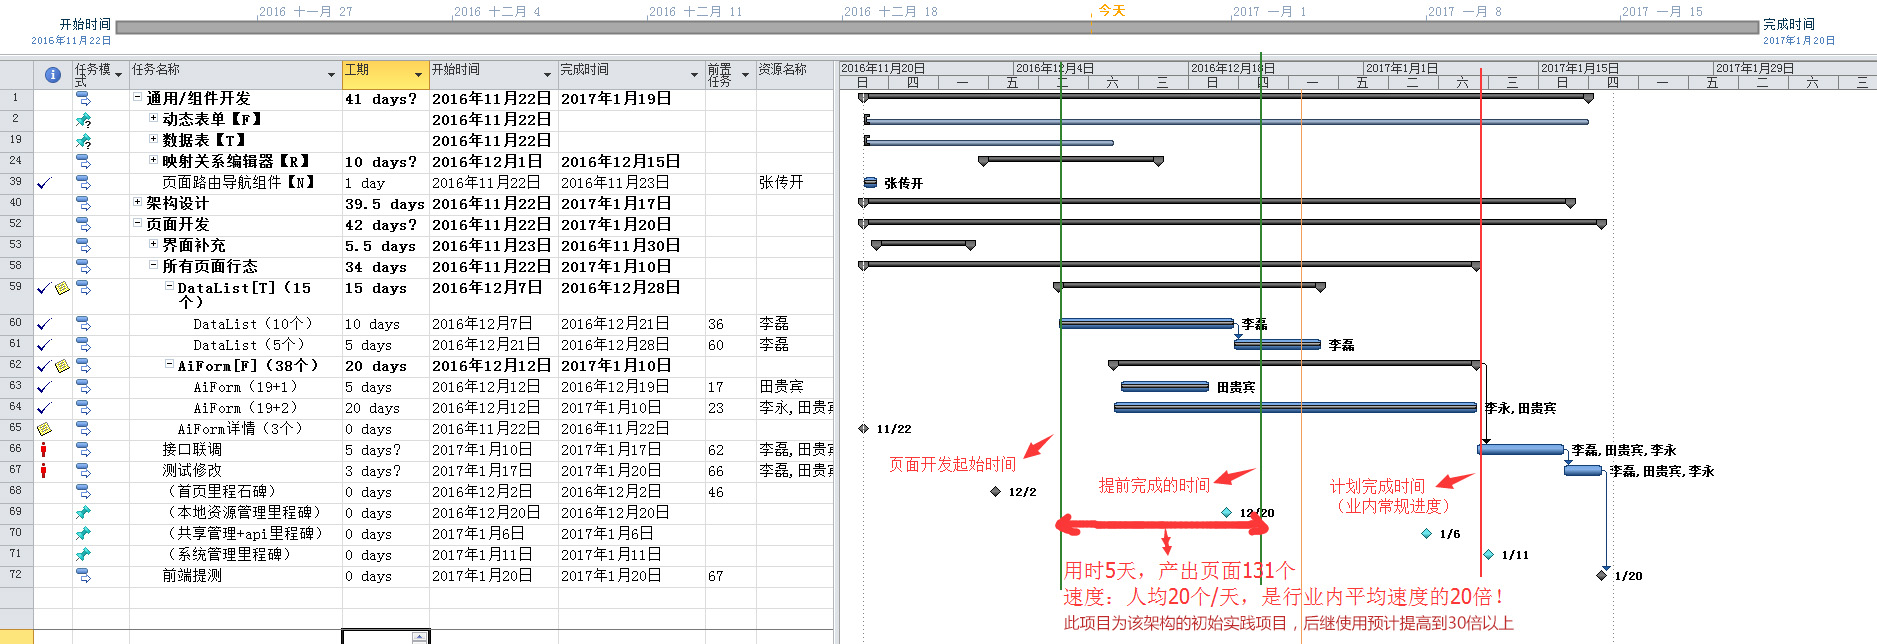 2016 十一月 27
2016 十二月 4
2016 十二月 11
2016 十二月 18
今天
2017 一月 1
2017 一月 8
2017 一月 15
开始时间
2016年11月22日
完成时间
2017年1月20日
任务模式 任务名称 工期 开始时间 完成时间 前置任务 资源名称
2016年11月20日 2016年12月4日 2016年12月18日 2017年1月1日 2017年1月15日 2017年1月29日
日 四 一 五 二 六 三 日 四 一 五 二 六 三 日 四 一 五 二 六 三
1 通用/组件开发 41 days? 2016年11月22日 2017年1月19日
2 动态表单【F】 2016年11月22日
19 数据表【T】 2016年11月22日
24 映射关系编辑器【R】 10 days? 2016年12月1日 2016年12月15日
39 页面路由导航组件【N】 1 day 2016年11月22日 2016年11月23日 张传开 张传开
40 架构设计 39.5 days 2016年11月22日 2017年1月17日
52 页面开发 42 days? 2016年11月22日 2017年1月20日
53 界面补充 5.5 days 2016年11月23日 2016年11月30日
58 所有页面行态 34 days 2016年11月22日 2017年1月10日
59 DataList[T]（15个） 15 days 2016年12月7日 2016年12月28日
60 DataList（10个） 10 days 2016年12月7日 2016年12月21日 36 李磊 李磊
61 DataList（5个） 5 days 2016年12月21日 2016年12月28日 60 李磊 李磊
62 AiForm[F]（38个） 20 days 2016年12月12日 2017年1月10日
63 AiForm（19+1） 5 days 2016年12月12日 2016年12月19日 17 田贵宾 田贵宾
64 AiForm（19+2） 20 days 2016年12月12日 2017年1月10日 23 李永,田贵宾 李永,田贵宾
65 AiForm详情（3个） 0 days 2016年11月22日 2016年11月22日 11/22
66 接口联调 5 days? 2017年1月10日 2017年1月17日 62 李磊,田贵宾 李磊,田贵宾,李永
67 测试修改 3 days? 2017年1月17日 2017年1月20日 66 李磊,田贵宾 李磊,田贵宾,李永
68 （首页里程石碑） 0 days 2016年12月2日 2016年12月2日 46 12/2
69 （本地资源管理里程碑） 0 days 2016年12月20日 2016年12月20日 12/20
70 （共享管理+api里程碑） 0 days 2017年1月6日 2017年1月6日 1/6
71 （系统管理里程碑） 0 days 2017年1月11日 2017年1月11日 1/11
72 前端提测 0 days 2017年1月20日 2017年1月20日 67 1/20
页面开发起始时间
提前完成的时间
计划完成时间
（业内常规进度）
用时5天，产出页面131个
速度：人均20个/天，是行业内平均速度的20倍！
此项目为该架构的初始实践项目，后继使用预计提高到30倍以上